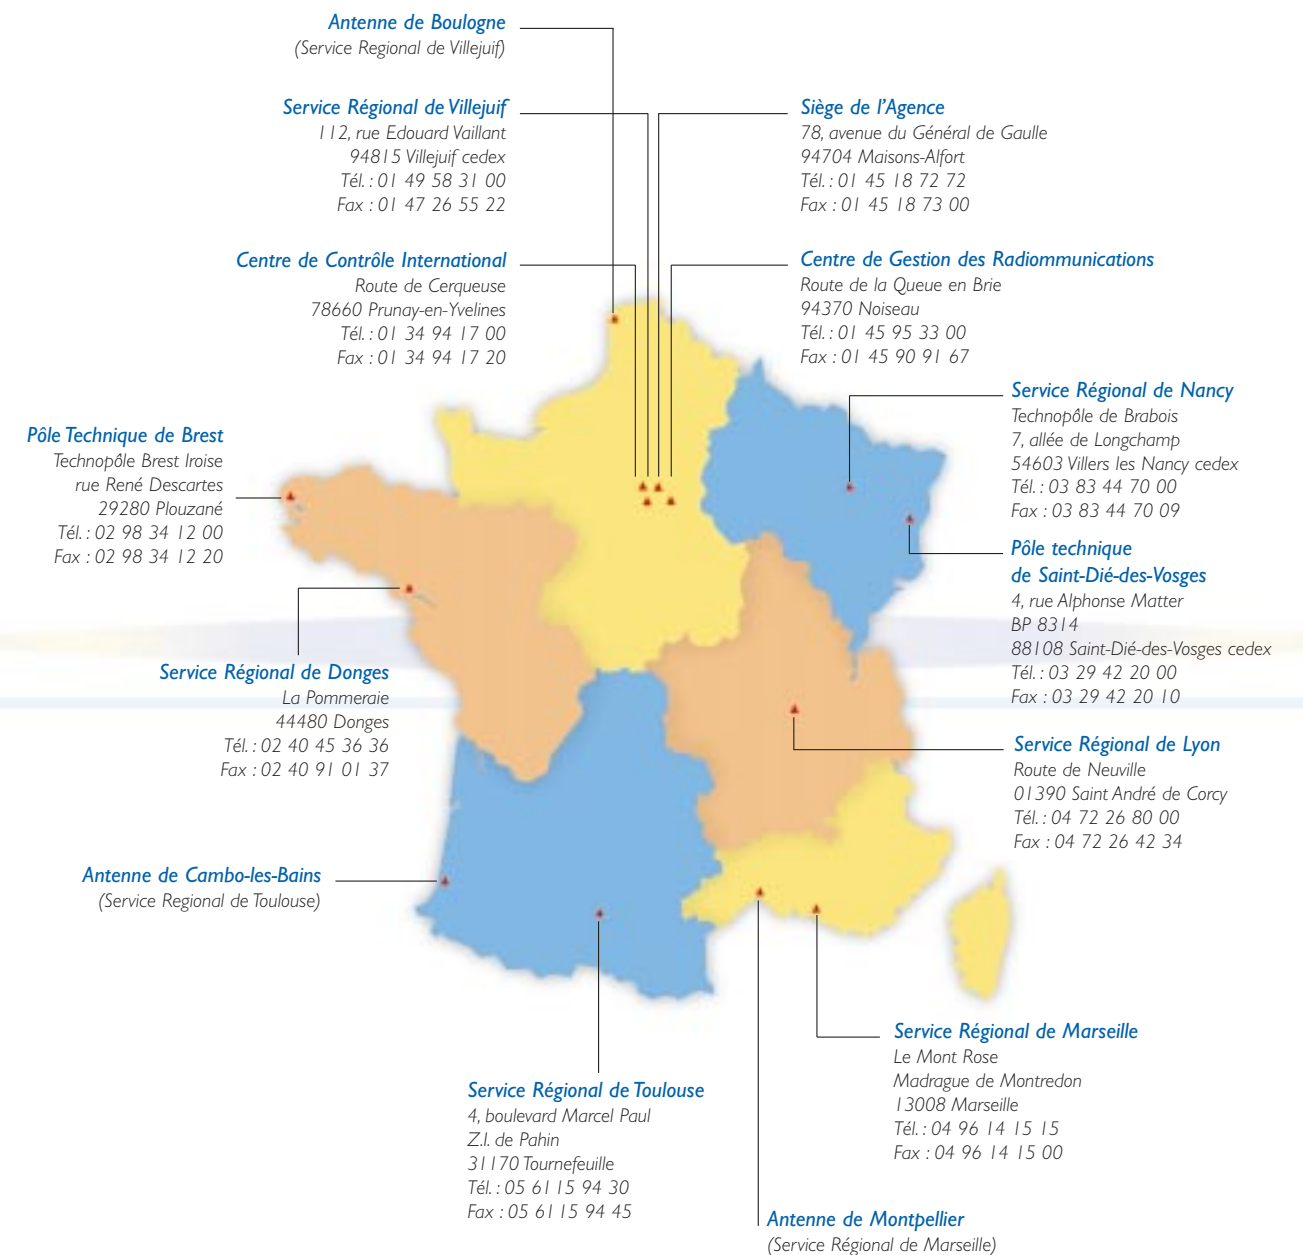 Antenne de Boulogne
(Service Regional de Villejuif)
Service Régional de Villejuif
112, rue Edouard Vaillant
94815 Villejuif cedex
Tél. : 01 49 58 31 00
Fax : 01 47 26 55 22
Siège de l'Agence
78, avenue du Général de Gaulle
94704 Maisons-Alfort
Tél. : 01 45 18 72 72
Fax : 01 45 18 73 00
Centre de Contrôle International
Route de Cerqueuse
78660 Prunay-en-Yvelines
Tél. : 01 34 94 17 00
Fax : 01 34 94 17 20
Centre de Gestion des Radiommunications
Route de la Queue en Brie
94370 Noiseau
Tél. : 01 45 95 33 00
Fax : 01 45 90 91 67
Service Régional de Nancy
Technopôle de Brabois
7, allée de Longchamp
54603 Villers les Nancy cedex
Tél. : 03 83 44 70 00
Fax : 03 83 44 70 09
Pôle Technique de Brest
Technopôle Brest Iroise
rue René Descartes
29280 Plouzané
Tél. : 02 98 34 12 00
Fax : 02 98 34 12 20
Pôle technique
de Saint-Dié-des-Vosges
4, rue Alphonse Matter
BP 8314
88108 Saint-Dié-des-Vosges cedex
Tél. : 03 29 42 20 00
Fax : 03 29 42 20 10
Service Régional de Donges
La Pommeraie
44480 Donges
Tél. : 02 40 45 36 36
Fax : 02 40 91 01 37
Service Régional de Lyon
Route de Neuville
01390 Saint André de Corcy
Tél. : 04 72 26 80 00
Fax : 04 72 26 42 34
Antenne de Cambo-les-Bains
(Service Regional de Toulouse)
Service Régional de Marseille
Le Mont Rose
Madrague de Montredon
13008 Marseille
Tél. : 04 96 14 15 15
Fax : 04 96 14 15 00
Service Régional de Toulouse
4, boulevard Marcel Paul
Z.I. de Pahin
31170 Tournefeuille
Tél. : 05 61 15 94 30
Fax : 05 61 15 94 45
Antenne de Montpellier
(Service Régional de Marseille)